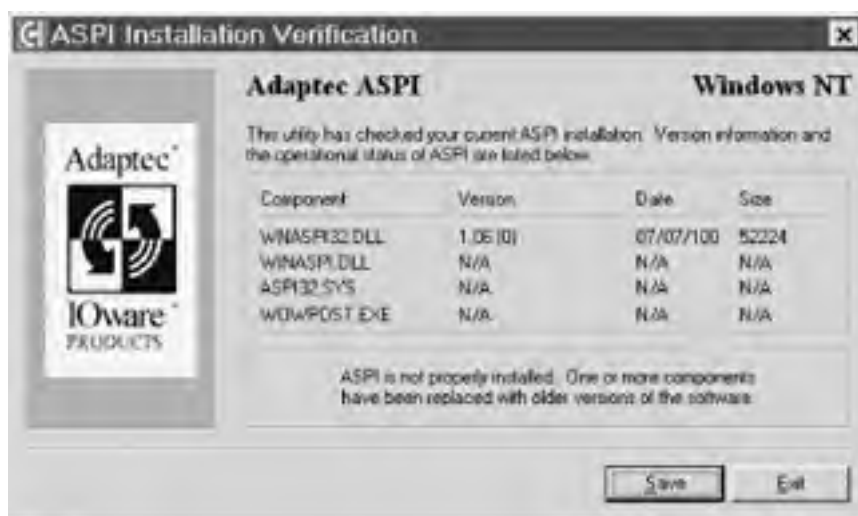 ASPI Installation Verification
Adaptec ASPI Windows NT
This utility has checked your current ASPI installation. Version information and
the operational status of ASPI are listed below.
Adaptec
IOware
PRODUCTS
Component Version Date Size
WNASPI32.DLL 1.06 (0) 07/07/100 52224
WINASPI.DLL N/A N/A N/A
ASPI32.SYS N/A N/A N/A
WOWPOST.EXE N/A N/A N/A
ASPI is not properly installed. One or more components
have been replaced with older versions of the software.
Save Exit